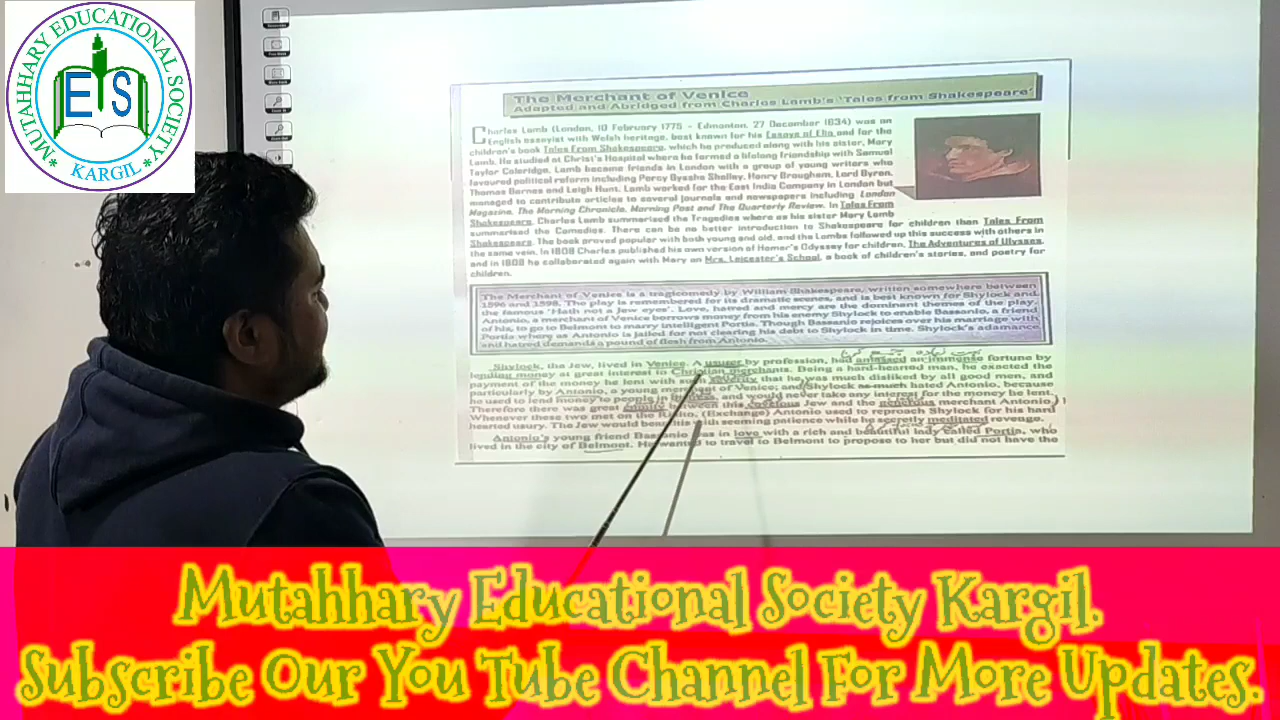 MUTAHHARY EDUCATIONAL SOCIETY
E S
KARGIL
The Merchant of Venice
Adapted and Abridged from Charles Lamb's 'Tales from Shakespeare'
Charles Lamb (London, 10 February 1775 - Edmonton, 27 December 1834) was an
English essayist with Welsh heritage, best known for his Essays of Elia and for the
children's book Tales From Shakespeare, which he produced along with his sister, Mary
Lamb. He studied at Christ's Hospital where he formed a lifelong friendship with Samuel
Taylor Coleridge. Lamb became friends in London with a group of young writers who
favoured political reform including Percy Bysshe Shelley, Henry Brougham, Lord Byron,
Thomas Barnes and Leigh Hunt. Lamb worked for the East India Company in London but
managed to contribute articles to several journals and newspapers including London
Magazine, The Morning Chronicle, Morning Post and The Quarterly Review. In Tales From
Shakespeare, Charles Lamb summarised the Tragedies where as his sister Mary Lamb
summarised the Comedies. There can be no better introduction to Shakespeare for children than Tales From
Shakespeare. The book proved popular with both young and old, and the Lambs followed up this success with others in
the same vein. In 1808 Charles published his own version of Homer's Odyssey for children, The Adventures of Ulysses,
and in 1808 he collaborated again with Mary on Mrs. Leicester's School, a book of children's stories, and poetry for
children.
The Merchant of Venice is a tragicomedy by William Shakespeare, written somewhere between
1596 and 1598. The play is remembered for its dramatic scenes, and is best known for Shylock and
the famous 'Hath not a Jew eyes'. Love, hatred and mercy are the dominant themes of the play.
Antonio, a merchant of Venice borrows money from his enemy Shylock to enable Bassanio, a friend
of his, to go to Belmont to marry intelligent Portia. Though Bassanio rejoices over his marriage with
Portia where as Antonio is jailed for not clearing his debt to Shylock in time. Shylock's adamance
and hatred demands a pound of flesh from Antonio.
Shylock, the Jew, lived in Venice. A usurer by profession, had amassed an immense fortune by
lending money at great interest to Christian merchants. Being a hard-hearted man, he exacted the
payment of the money he lent with such severity that he was much disliked by all good men, and
particularly by Antonio, a young merchant of Venice; and Shylock as much hated Antonio, because
he used to lend money to people in distress, and would never take any interest for the money he lent.
Therefore there was great enmity between this covetous Jew and the generous merchant Antonio.
Whenever these two met on the Rialto, (Exchange) Antonio used to reproach Shylock for his hard
hearted usury. The Jew would bear this with seeming patience while he secretly meditated revenge.
Antonio's young friend Bassanio was in love with a rich and beautiful lady called Portia, who
lived in the city of Belmont. He wanted to travel to Belmont to propose to her but did not have the
Mutahhary Educational Society Kargil.
Subscribe Our You Tube Channel For More Updates.